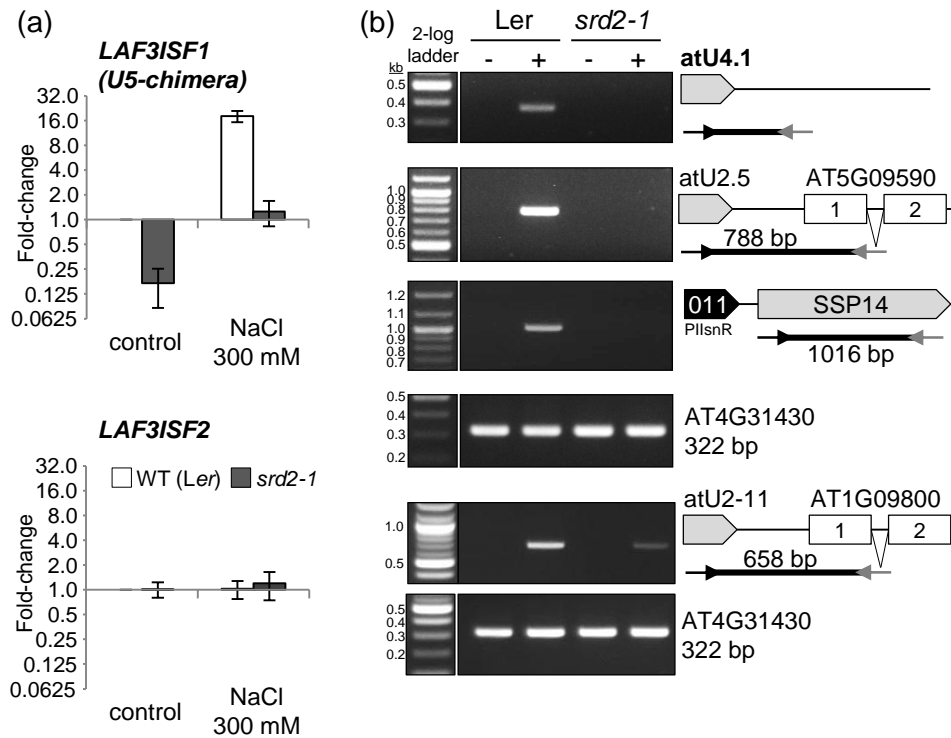 (a)
LAF3ISF1
(U5-chimera)
Fold-change
32.0
16.0
8.0
4.0
2.0
1.0
0.5
0.25
0.125
0.0625
control
NaCl
300 mM
LAF3ISF2
WT (Ler)
srd2-1
Fold-change
32.0
16.0
8.0
4.0
2.0
1.0
0.5
0.25
0.125
0.0625
control
NaCl
300 mM
(b)
2-log
ladder
kb
Ler
srd2-1
- + - +
0.5
0.4
0.3
atU4.1
1.0
0.9
0.8
0.7
0.6
0.5
atU2.5
AT5G09590
1
2
788 bp
1.2
1.1
1.0
0.9
0.8
0.7
011
PIIsnR
SSP14
1016 bp
0.5
0.4
0.3
0.2
AT4G31430
322 bp
1.0
0.5
atU2-11
AT1G09800
1
2
658 bp
0.5
0.4
0.3
0.2
AT4G31430
322 bp